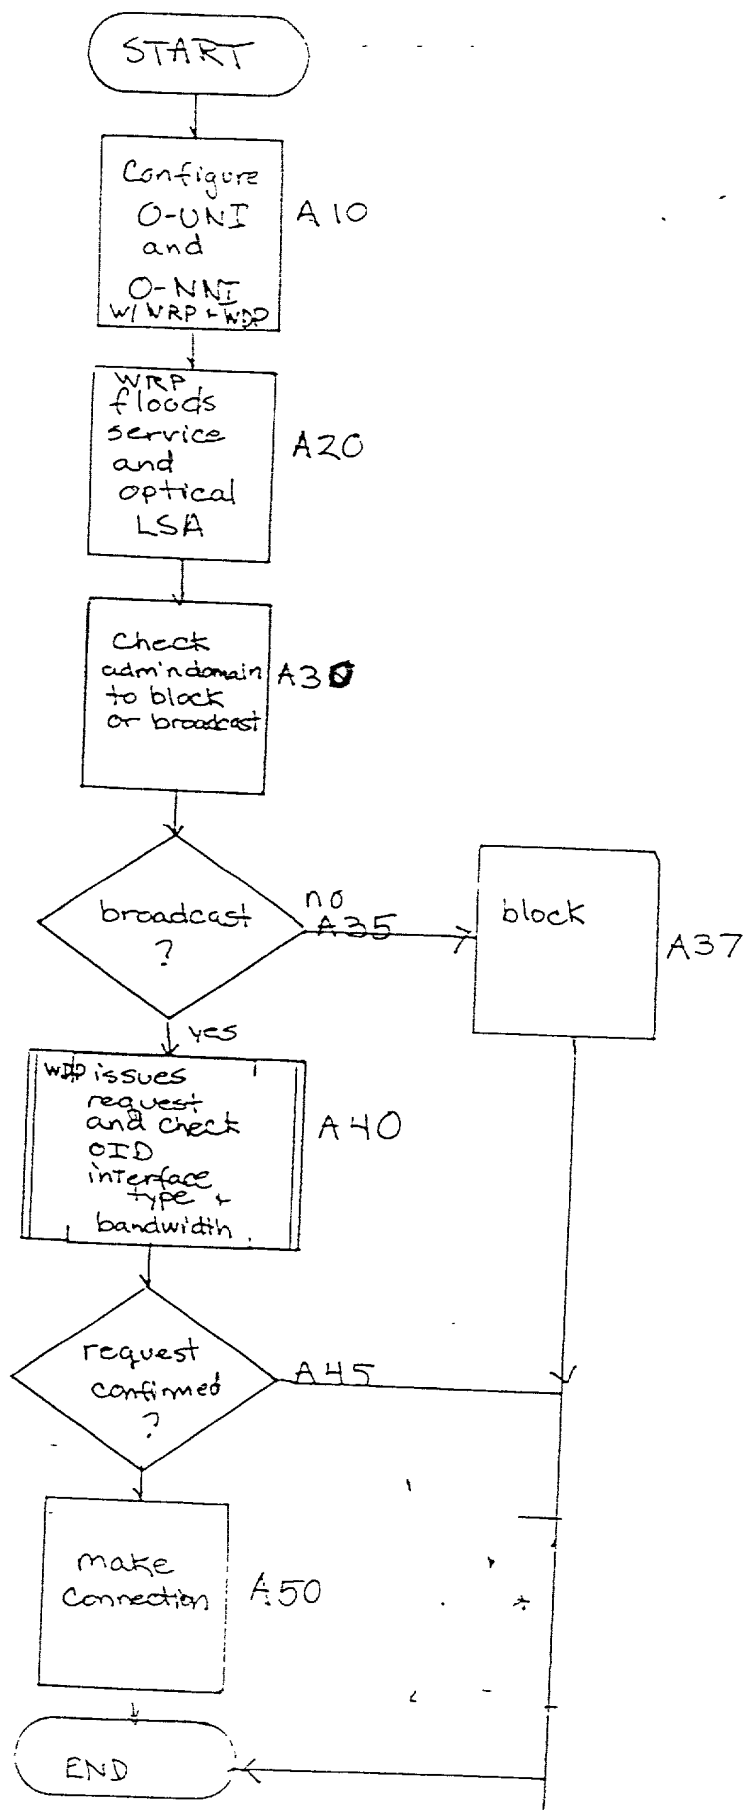 START
Configure
O-UNI
and
O-NNI
W/ WRP + WDP
A10
WRP
floods
service
and
optical
LSA
A20
Check
admin domain
to block
or broadcast
A30
broadcast
?
no
A35
block
A37
yes
WDP issues
request
and check
OID
interface
type +
bandwidth
A40
request
confirmed
?
A45
make
connection
A50
END